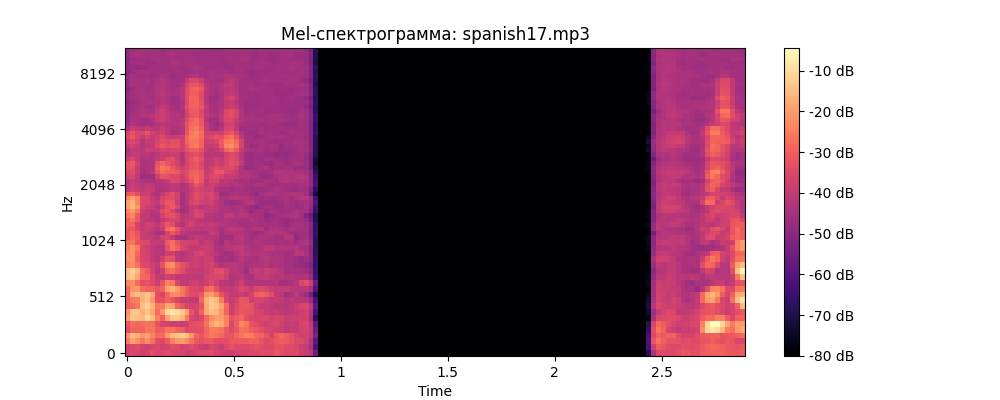 Mel-спектрограмма: spanish17.mp3
8192
4096
2048
1024
512
0
Hz
0 0.5 1 1.5 2 2.5
Time
-10 dB
-20 dB
-30 dB
-40 dB
-50 dB
-60 dB
-70 dB
-80 dB